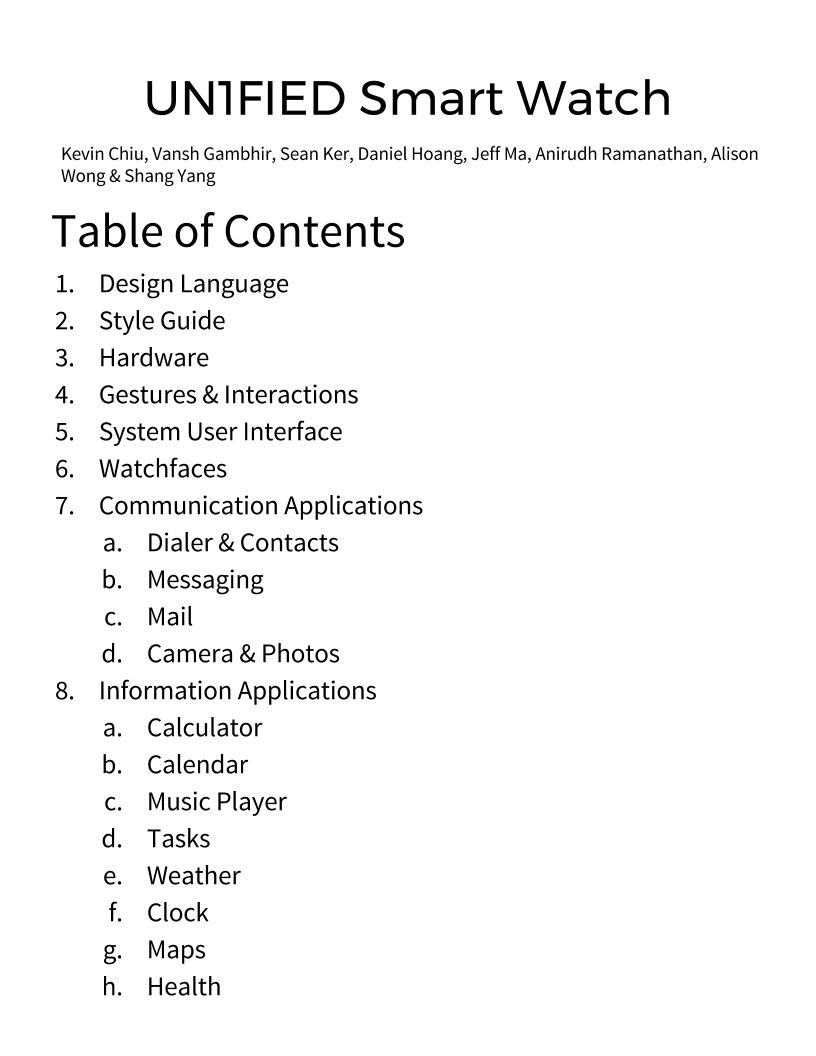 UN1FIED Smart Watch
Kevin Chiu, Vansh Gambhir, Sean Ker, Daniel Hoang, Jeff Ma, Anirudh Ramanathan, Alison
Wong & Shang Yang
Table of Contents
1. Design Language
2. Style Guide
3. Hardware
4. Gestures & Interactions
5. System User Interface
6. Watchfaces
7. Communication Applications
a. Dialer & Contacts
b. Messaging
c. Mail
d. Camera & Photos
8. Information Applications
a. Calculator
b. Calendar
c. Music Player
d. Tasks
e. Weather
f. Clock
g. Maps
h. Health